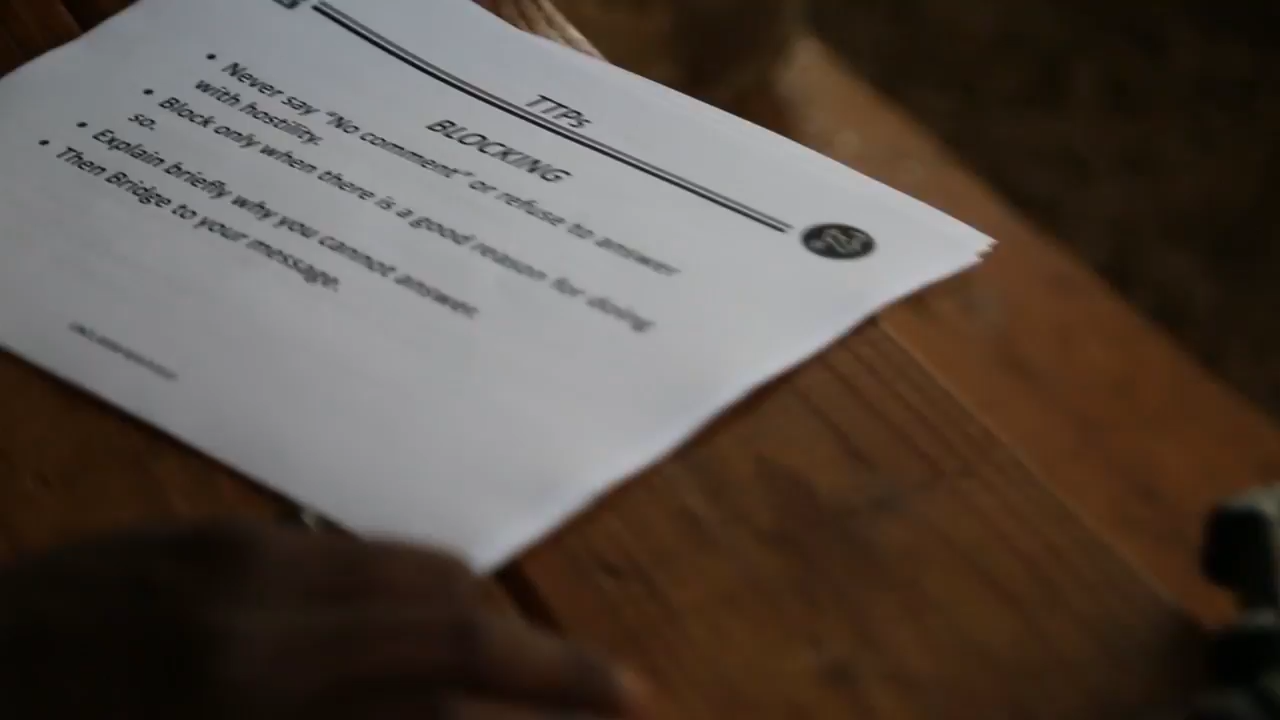 TTPs
BLOCKING
• Never say "No comment" or refuse to answer
with hostility.
• Block only when there is a good reason for doing
so.
• Explain briefly why you cannot answer.
• Then Bridge to your message.